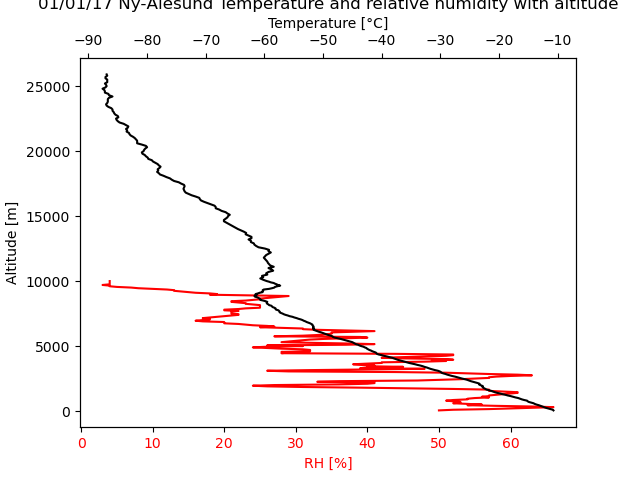 01/01/17 Ny-Alesund Temperature and relative humidity with altitude
Temperature [°C]
−90 −80 −70 −60 −50 −40 −30 −20 −10
25000
20000
15000
10000
5000
0
Altitude [m]
0 10 20 30 40 50 60
RH [%]